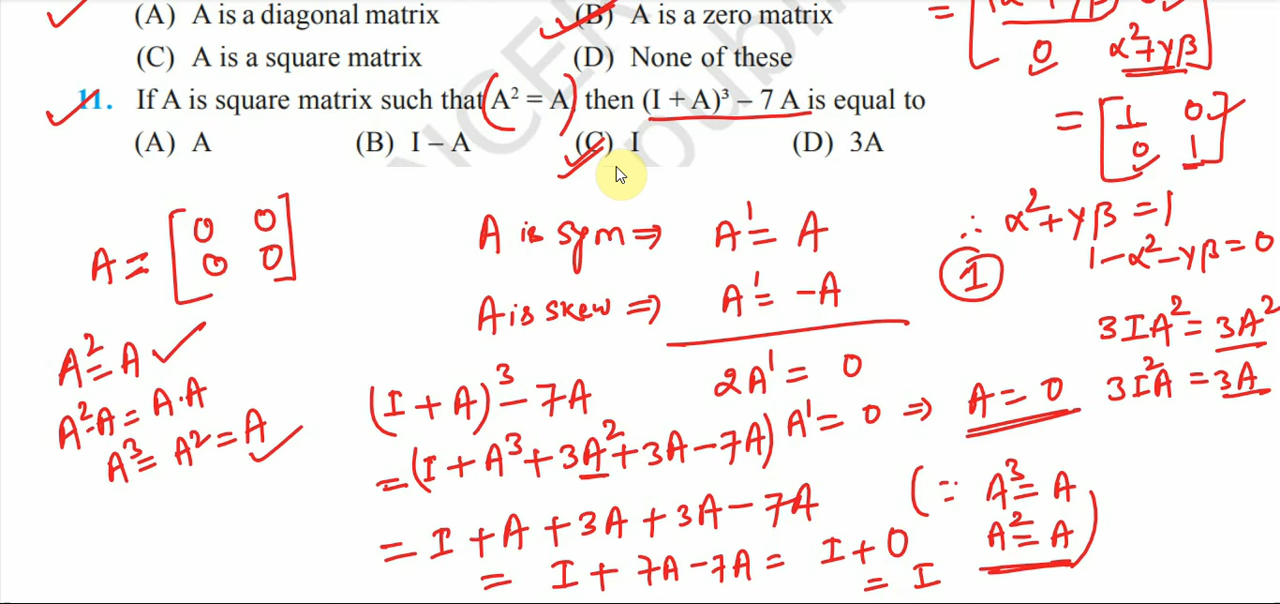 (A) A is a diagonal matrix (B) A is a zero matrix
(C) A is a square matrix (D) None of these
11. If A is square matrix such that (A² = A) then (I + A)³ – 7 A is equal to
(A) A (B) I – A (C) I (D) 3A
=
0 α²+γβ
= [1 0
0 1]
∴ α²+γβ = 1
1-α²-γβ = 0
①
A = [0 0
0 0]
A is sym ⇒ A' = A
A is skew ⇒ A' = -A
2A' = 0
A' = 0 ⇒ A = 0
3IA² = 3A²
3I²A = 3A
A² = A
A²A = A.A
A³ = A² = A
(I + A)³ - 7A
= (I + A³ + 3A² + 3A - 7A)
= I + A + 3A + 3A - 7A
(∵ A³ = A
A² = A)
= I + 7A - 7A = I + 0
= I